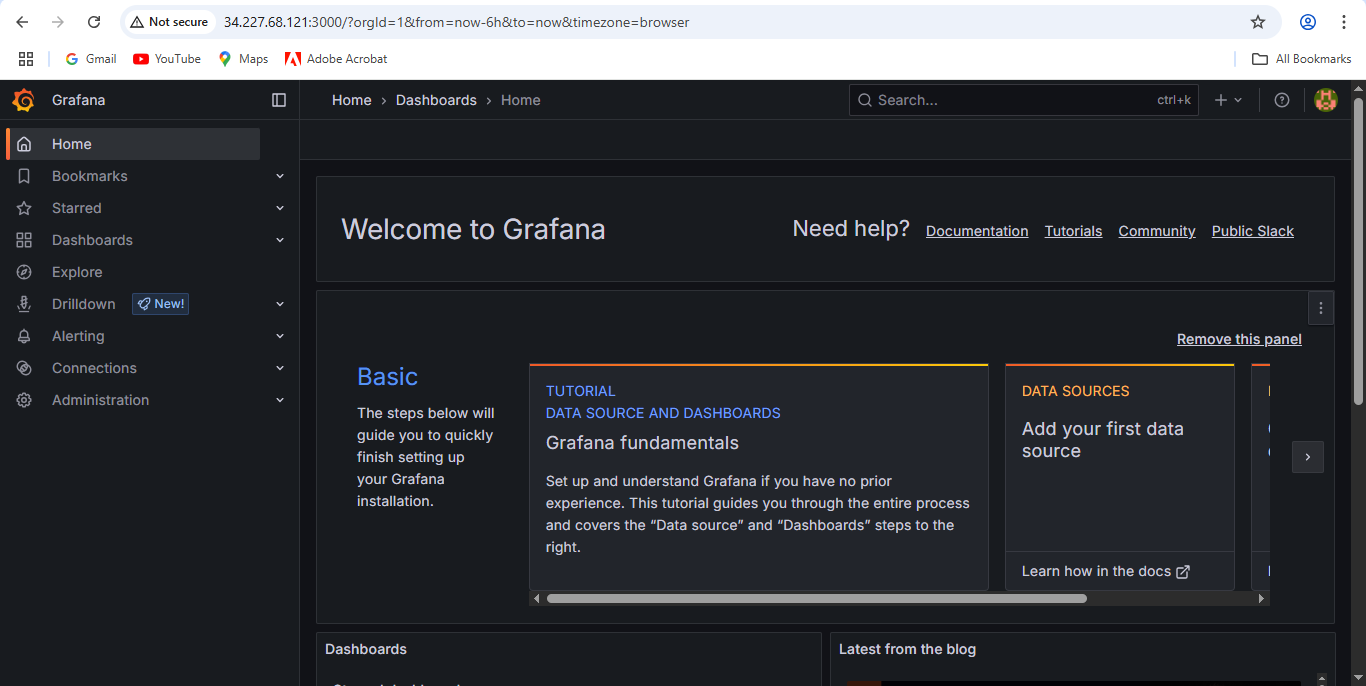 Not secure
34.227.68.121:3000/?orgId=1&from=now-6h&to=now&timezone=browser
Gmail
YouTube
Maps
Adobe Acrobat
All Bookmarks
Grafana
Home › Dashboards › Home
Search...
ctrl+k
Home
Bookmarks
Starred
Dashboards
Explore
Drilldown
New!
Alerting
Connections
Administration
Welcome to Grafana
Need help?
Documentation
Tutorials
Community
Public Slack
Remove this panel
Basic
The steps below will
guide you to quickly
finish setting up
your Grafana
installation.
TUTORIAL
DATA SOURCE AND DASHBOARDS
Grafana fundamentals
Set up and understand Grafana if you have no prior
experience. This tutorial guides you through the entire process
and covers the “Data source” and “Dashboards” steps to the
right.
DATA SOURCES
Add your first data
source
Learn how in the docs
Dashboards
Latest from the blog